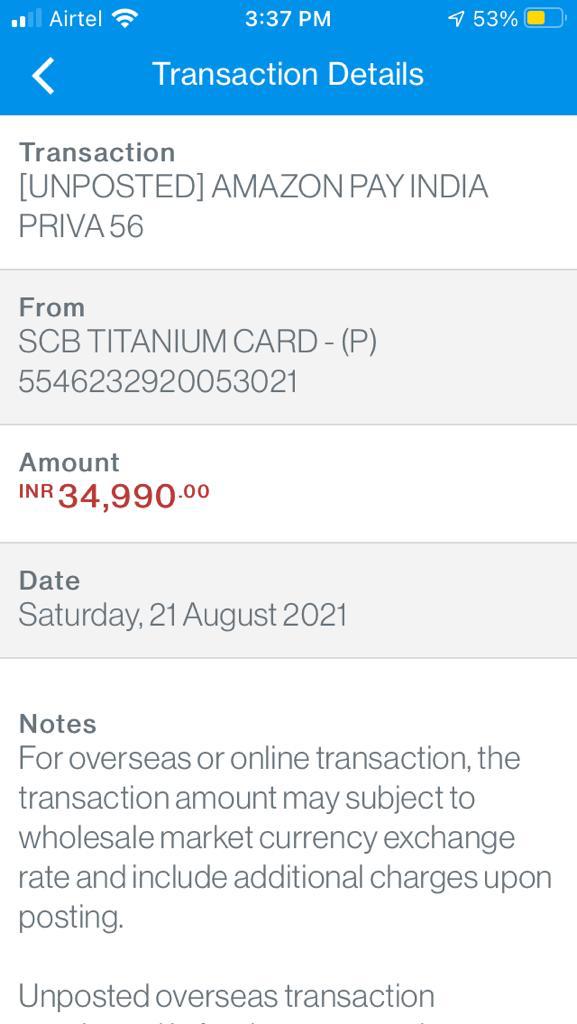 Airtel 3:37 PM 53%
Transaction Details
Transaction
[UNPOSTED] AMAZON PAY INDIA
PRIVA 56
From
SCB TITANIUM CARD - (P)
5546232920053021
Amount
INR 34,990.00
Date
Saturday, 21 August 2021
Notes
For overseas or online transaction, the
transaction amount may subject to
wholesale market currency exchange
rate and include additional charges upon
posting.
Unposted overseas transaction